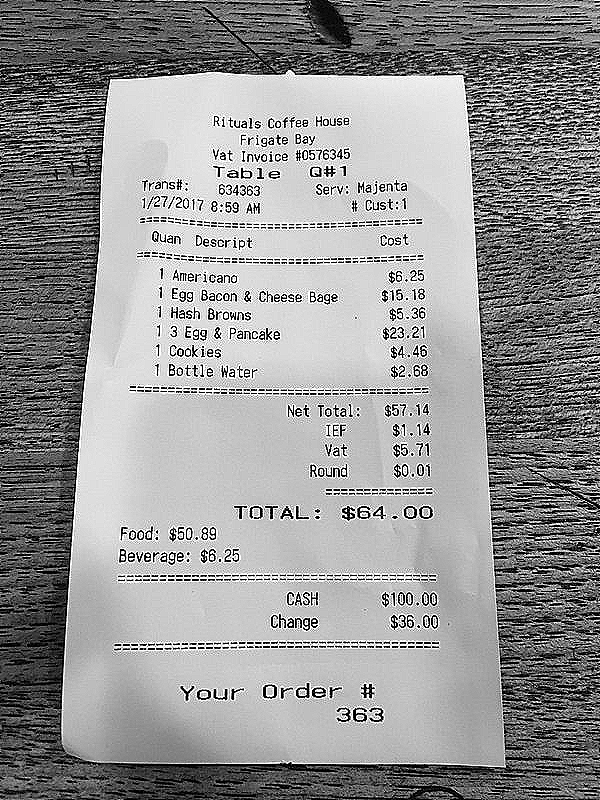 Rituals Coffee House
Frigate Bay
Vat Invoice #0576345
Table Q#1
Trans#: 634363 Serv: Majenta
1/27/2017 8:59 AM # Cust:1
Quan Descript Cost
1 Americano $6.25
1 Egg Bacon & Cheese Bage $15.18
1 Hash Browns $5.36
1 3 Egg & Pancake $23.21
1 Cookies $4.46
1 Bottle Water $2.68
Net Total: $57.14
IEF $1.14
Vat $5.71
Round $0.01
TOTAL: $64.00
Food: $50.89
Beverage: $6.25
CASH $100.00
Change $36.00
Your Order #
363